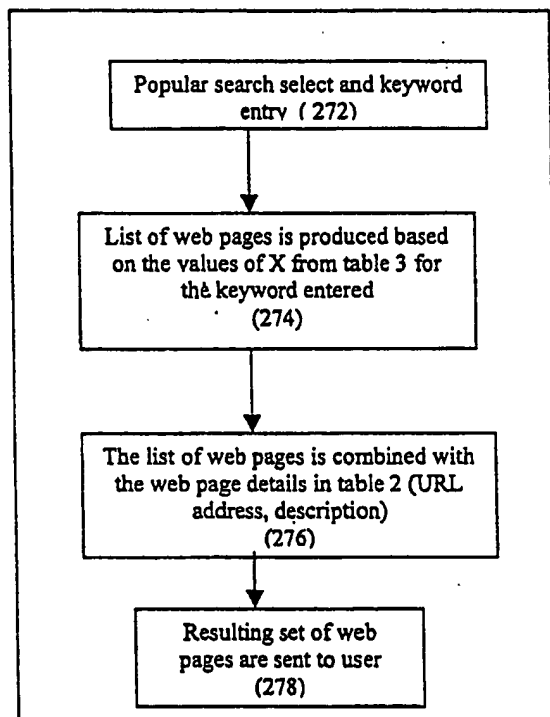 Popular search select and keyword
entry ( 272)
List of web pages is produced based
on the values of X from table 3 for
the keyword entered
(274)
The list of web pages is combined with
the web page details in table 2 (URL
address, description)
(276)
Resulting set of web
pages are sent to user
(278)